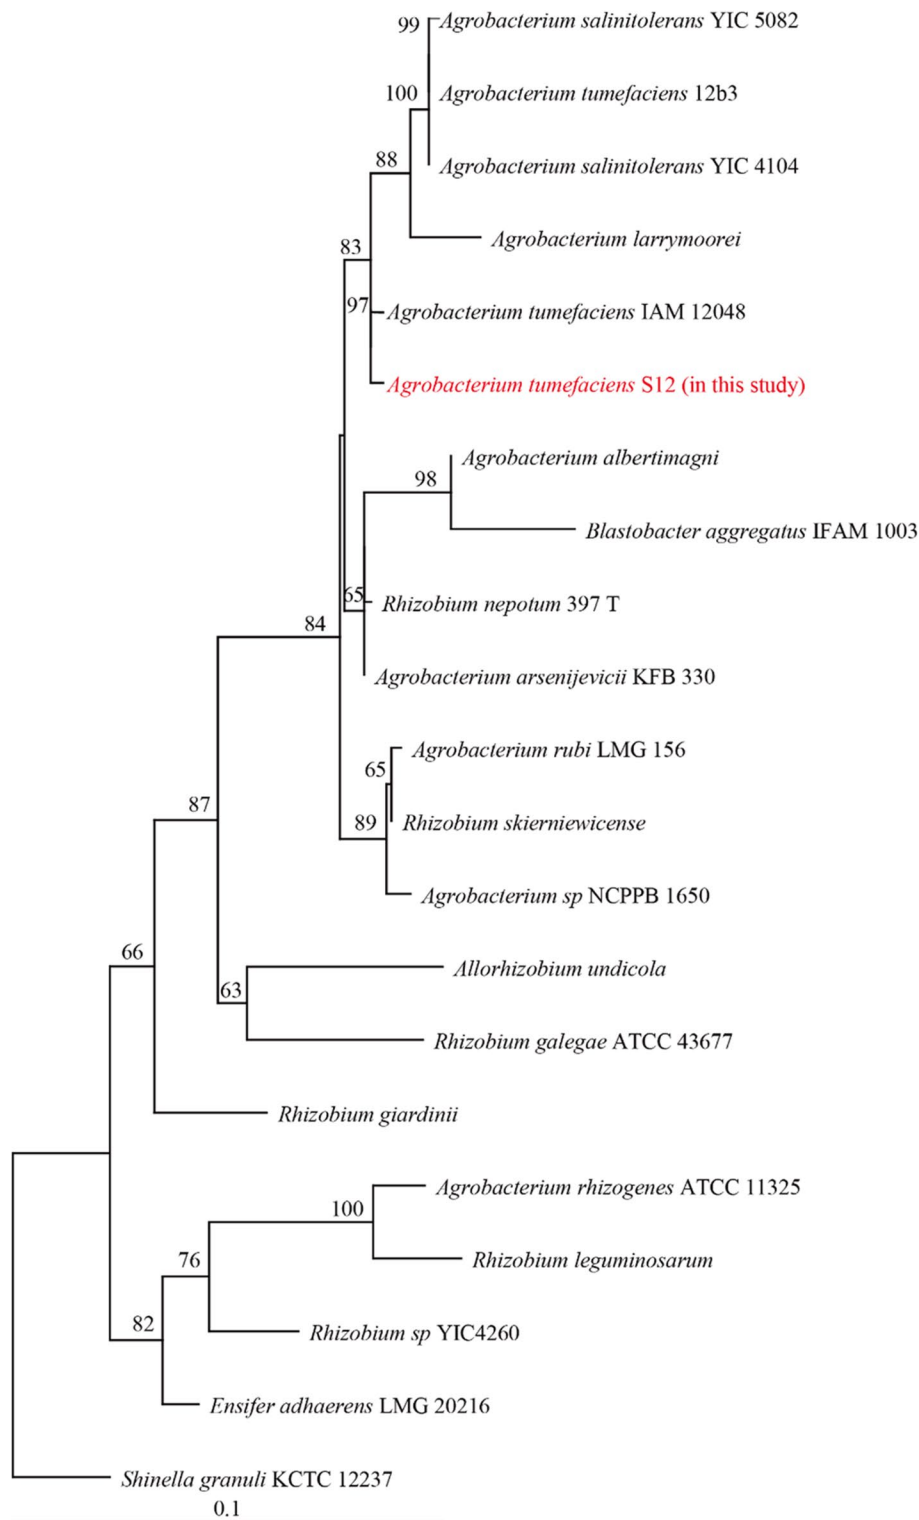 99 Agrobacterium salinitolerans YIC 5082
100 Agrobacterium tumefaciens 12b3
88 Agrobacterium salinitolerans YIC 4104
Agrobacterium larrymoorei
83
97 Agrobacterium tumefaciens IAM 12048
Agrobacterium tumefaciens S12 (in this study)
Agrobacterium albertimagni
98
Blastobacter aggregatus IFAM 1003
65 Rhizobium nepotum 397 T
84
Agrobacterium arsenijevicii KFB 330
Agrobacterium rubi LMG 156
65
87
89 Rhizobium skierniewicense
Agrobacterium sp NCPPB 1650
66 Allorhizobium undicola
63
Rhizobium galegae ATCC 43677
Rhizobium giardinii
Agrobacterium rhizogenes ATCC 11325
100
Rhizobium leguminosarum
76
82 Rhizobium sp YIC4260
Ensifer adhaerens LMG 20216
Shinella granuli KCTC 12237
0.1